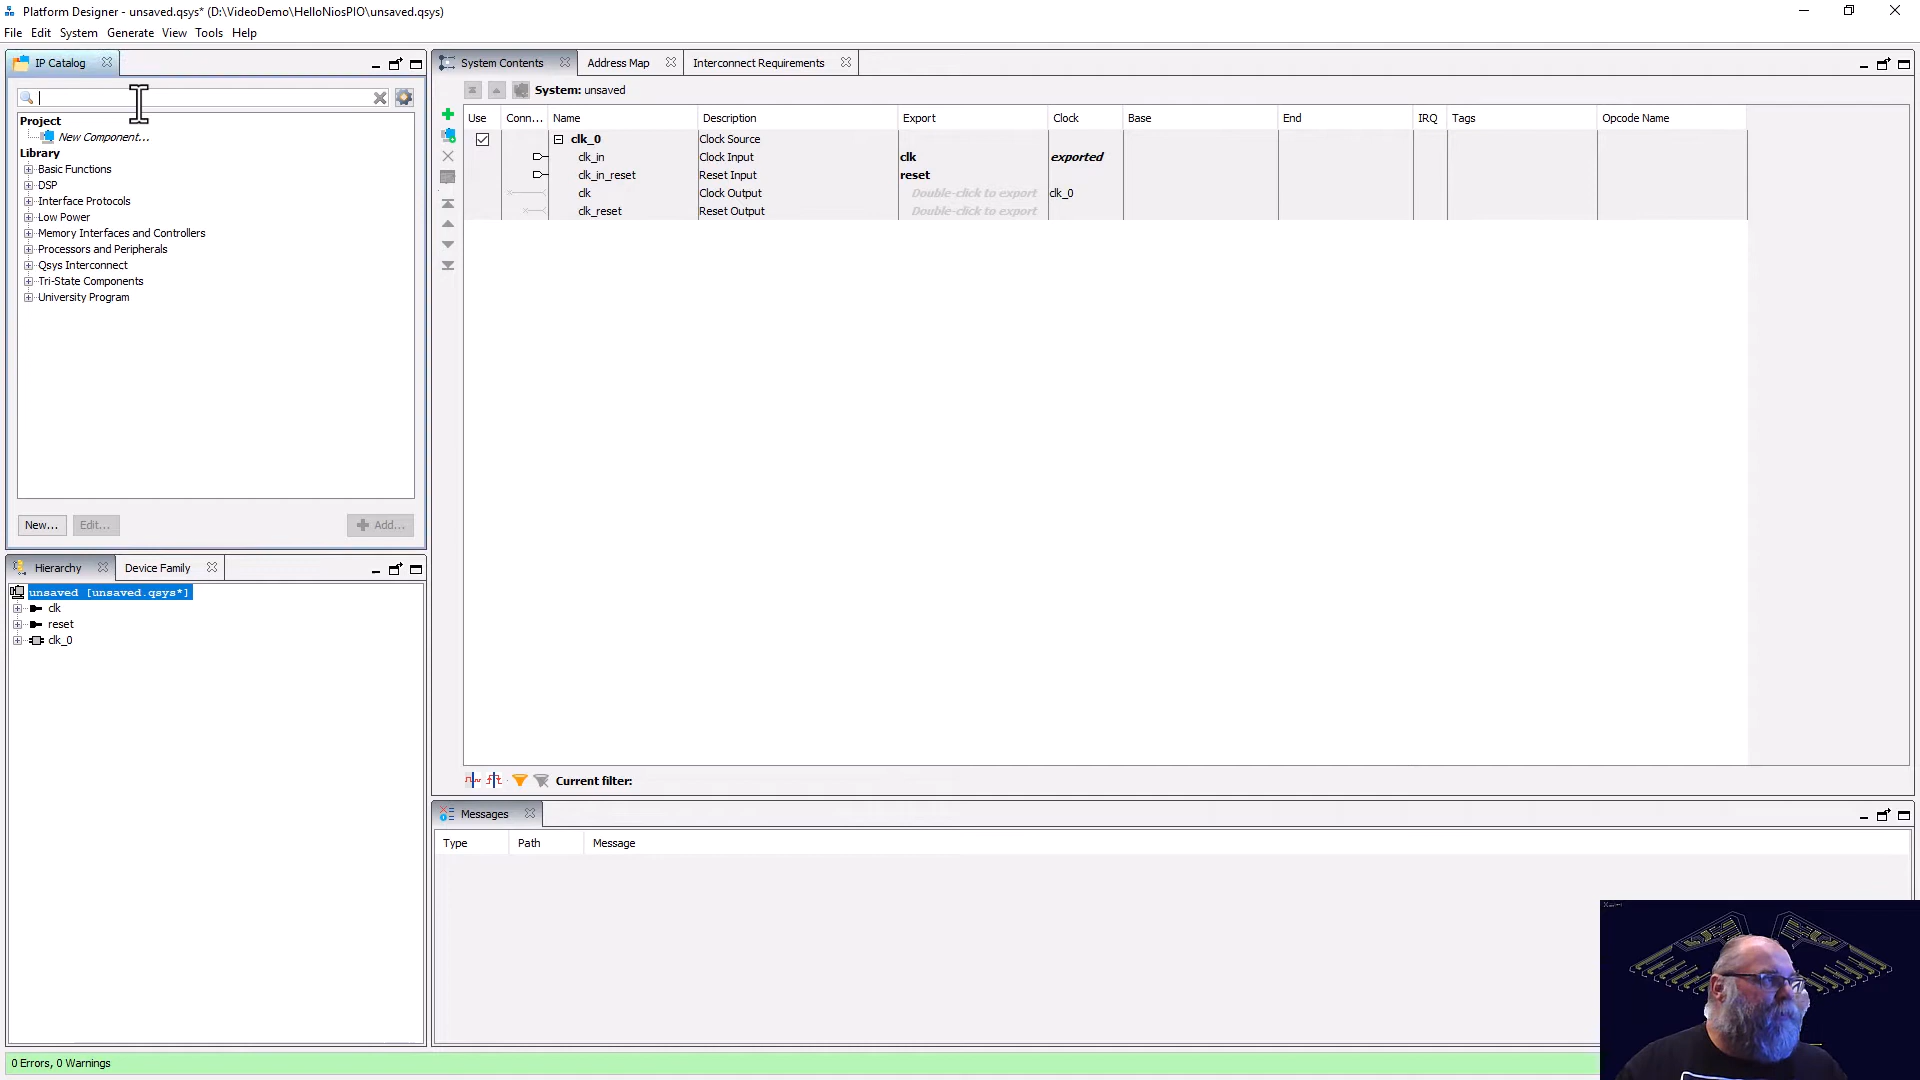 Platform Designer - unsaved.qsys* (D:\VideoDemo\HelloNiosPIO\unsaved.qsys)
File Edit System Generate View Tools Help
IP Catalog
Project
New Component...
Library
Basic Functions
DSP
Interface Protocols
Low Power
Memory Interfaces and Controllers
Processors and Peripherals
Qsys Interconnect
Tri-State Components
University Program
New... Edit... Add...
Hierarchy Device Family
unsaved [unsaved.qsys*]
clk
reset
clk_0
System Contents Address Map Interconnect Requirements
System: unsaved
Use Conn... Name Description Export Clock Base End IRQ Tags Opcode Name
clk_0 Clock Source
clk_in Clock Input clk exported
clk_in_reset Reset Input reset
clk Clock Output Double-click to export clk_0
clk_reset Reset Output Double-click to export
Current filter:
Messages
Type Path Message
0 Errors, 0 Warnings